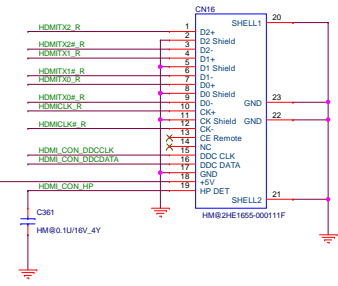 CN16
HDMITX2_R 1 D2+ SHELL1 20
2 D2 Shield
HDMITX2#_R 3 D2-
HDMITX1_R 4 D1+
5 D1 Shield
HDMITX1#_R 6 D1-
HDMITX0_R 7 D0+
8 D0 Shield
HDMITX0#_R 9 D0- GND 23
HDMICLK_R 10 CK+
11 CK Shield GND 22
HDMICLK#_R 12 CK-
13 CE Remote
14 NC
HDMI_CON_DDCCLK 15 DDC CLK
HDMI_CON_DDCDATA 16 DDC DATA
17 GND
18 +5V
HDMI_CON_HP 19 HP DET
SHELL2 21
C361
HM@2HE1655-000111F
HM@0.1U/16V_4Y